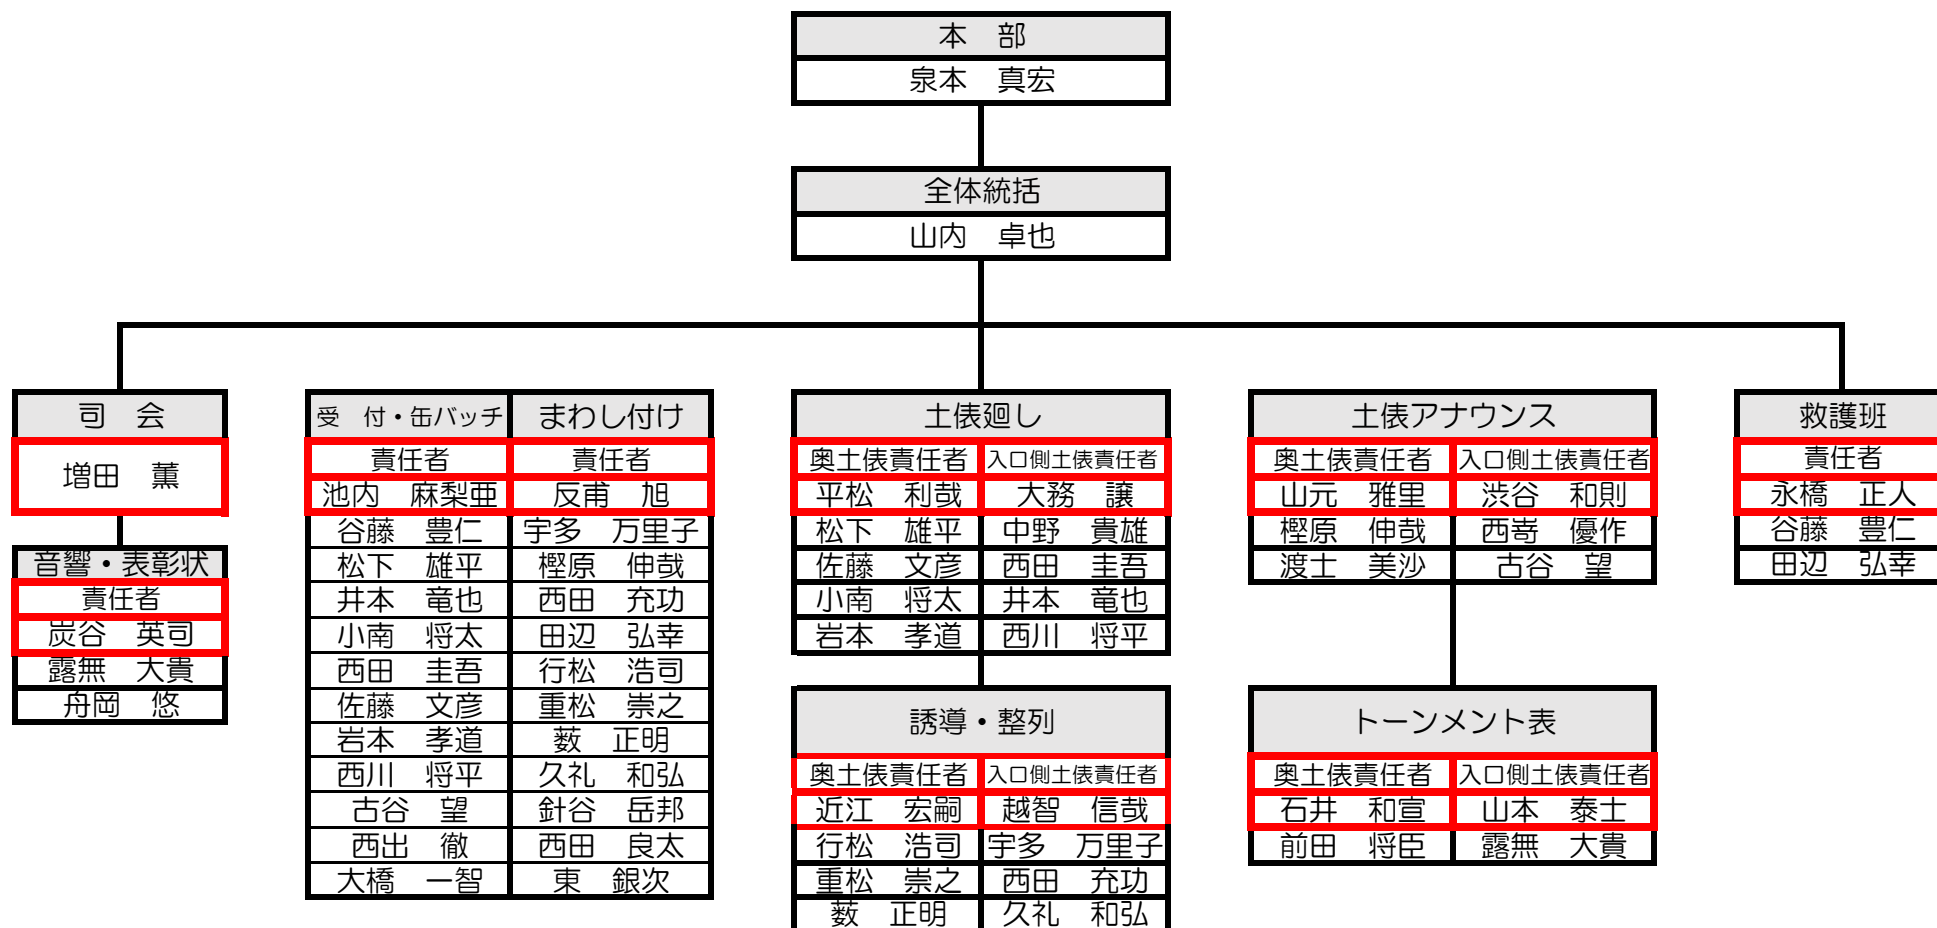 本　部
泉本　真宏
全体統括
山内　卓也
司　会
増田　薫
音響・表彰状
責任者
炭谷　英司
露無　大貴
舟岡　悠
受　付・缶バッチ　まわし付け
責任者　責任者
池内　麻梨亜　反甫　旭
谷藤　豊仁　宇多　万里子
松下　雄平　樫原　伸哉
井本　竜也　西田　充功
小南　将太　田辺　弘幸
西田　圭吾　行松　浩司
佐藤　文彦　重松　崇之
岩本　孝道　薮　正明
西川　将平　久礼　和弘
古谷　望　針谷　岳邦
西出　徹　西田　良太
大橋　一智　東　銀次
土俵廻し
奥土俵責任者　入口側土俵責任者
平松　利哉　大務　譲
松下　雄平　中野　貴雄
佐藤　文彦　西田　圭吾
小南　将太　井本　竜也
岩本　孝道　西川　将平
誘導・整列
奥土俵責任者　入口側土俵責任者
近江　宏嗣　越智　信哉
行松　浩司　宇多　万里子
重松　崇之　西田　充功
薮　正明　久礼　和弘
土俵アナウンス
奥土俵責任者　入口側土俵責任者
山元　雅里　渋谷　和則
樫原　伸哉　西嵜　優作
渡士　美沙　古谷　望
トーンメント表
奥土俵責任者　入口側土俵責任者
石井　和宣　山本　泰士
前田　将臣　露無　大貴
救護班
責任者
永橋　正人
谷藤　豊仁
田辺　弘幸